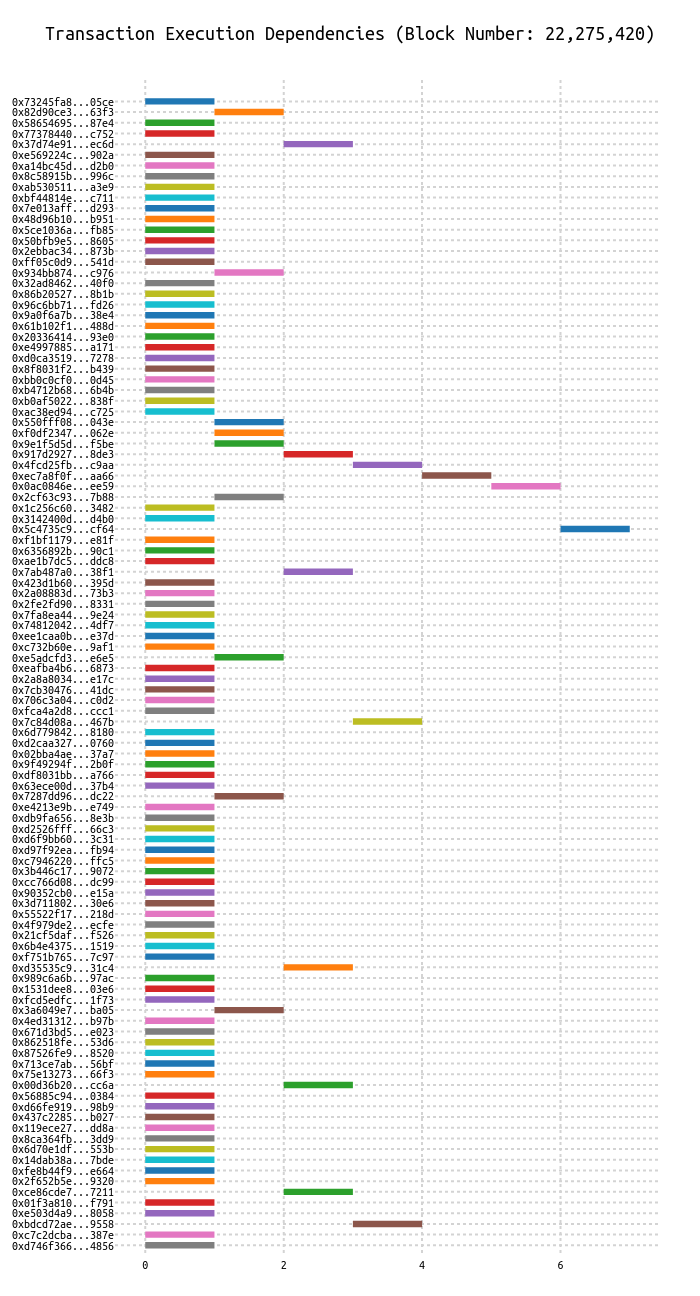 Transaction Execution Dependencies (Block Number: 22,275,420)
0x73245fa8...05ce
0x82d90ce3...63f3
0x58654695...87e4
0x77378440...c752
0x37d74e91...ec6d
0xe569224c...902a
0xa14bc45d...d2b0
0x8c58915b...996c
0xab530511...a3e9
0xbf44814e...c711
0x7e013aff...d293
0x48d96b10...b951
0x5ce1036a...fb85
0x50bfb9e5...8605
0x2ebbac34...873b
0xff05c0d9...541d
0x934bb874...c976
0x32ad8462...40f0
0x86b20527...8b1b
0x96c6bb71...fd26
0x9a0f6a7b...38e4
0x61b102f1...488d
0x20336414...93e0
0xe4997885...a171
0xd0ca3519...7278
0x8f8031f2...b439
0xbb0c0cf0...0d45
0xb4712b68...6b4b
0xb0af5022...838f
0xac38ed94...c725
0x550fff08...043e
0xf0df2347...062e
0x9e1f5d5d...f5be
0x917d2927...8de3
0x4fcd25fb...c9aa
0xec7a8f0f...aa66
0x0ac0846e...ee59
0x2cf63c93...7b88
0x1c256c60...3482
0x3142400d...d4b0
0x5c4735c9...cf64
0xf1bf1179...e81f
0x6356892b...90c1
0xae1b7dc5...ddc8
0x7ab487a0...38f1
0x423d1b60...395d
0x2a08883d...73b3
0x2fe2fd90...8331
0x7fa8ea44...9e24
0x74812042...4df7
0xee1caa0b...e37d
0xc732b60e...9af1
0xe5adcfd3...e6e5
0xeafba4b6...6873
0x2a8a8034...e17c
0x7cb30476...41dc
0x706c3a04...c0d2
0xfca4a2d8...ccc1
0x7c84d08a...467b
0x6d779842...8180
0xd2caa327...0760
0x02bba4ae...37a7
0x9f49294f...2b0f
0xdf8031bb...a766
0x63ece00d...37b4
0x7287dd96...dc22
0xe4213e9b...e749
0xdb9fa656...8e3b
0xd2526fff...66c3
0xd6f9bb60...3c31
0xd97f92ea...fb94
0xc7946220...ffc5
0x3b446c17...9072
0xcc766d08...dc99
0x90352cb0...e15a
0x3d711802...30e6
0x55522f17...218d
0x4f979de2...ecfe
0x21cf5daf...f526
0x6b4e4375...1519
0xf751b765...7c97
0xd35535c9...31c4
0x989c6a6b...97ac
0x1531dee8...03e6
0xfcd5edfc...1f73
0x3a6049e7...ba05
0x4ed31312...b97b
0x671d3bd5...e023
0x862518fe...53d6
0x87526fe9...8520
0x713ce7ab...56bf
0x75e13273...66f3
0x00d36b20...cc6a
0x56885c94...0384
0xd66fe919...98b9
0x437c2285...b027
0x119ece27...dd8a
0x8ca364fb...3dd9
0x6d70e1df...553b
0x14dab38a...7bde
0xfe8b44f9...e664
0x2f652b5e...9320
0xce86cde7...7211
0x01f3a810...f791
0xe503d4a9...8058
0xbdcd72ae...9558
0xc7c2dcba...387e
0xd746f366...4856
0 2 4 6